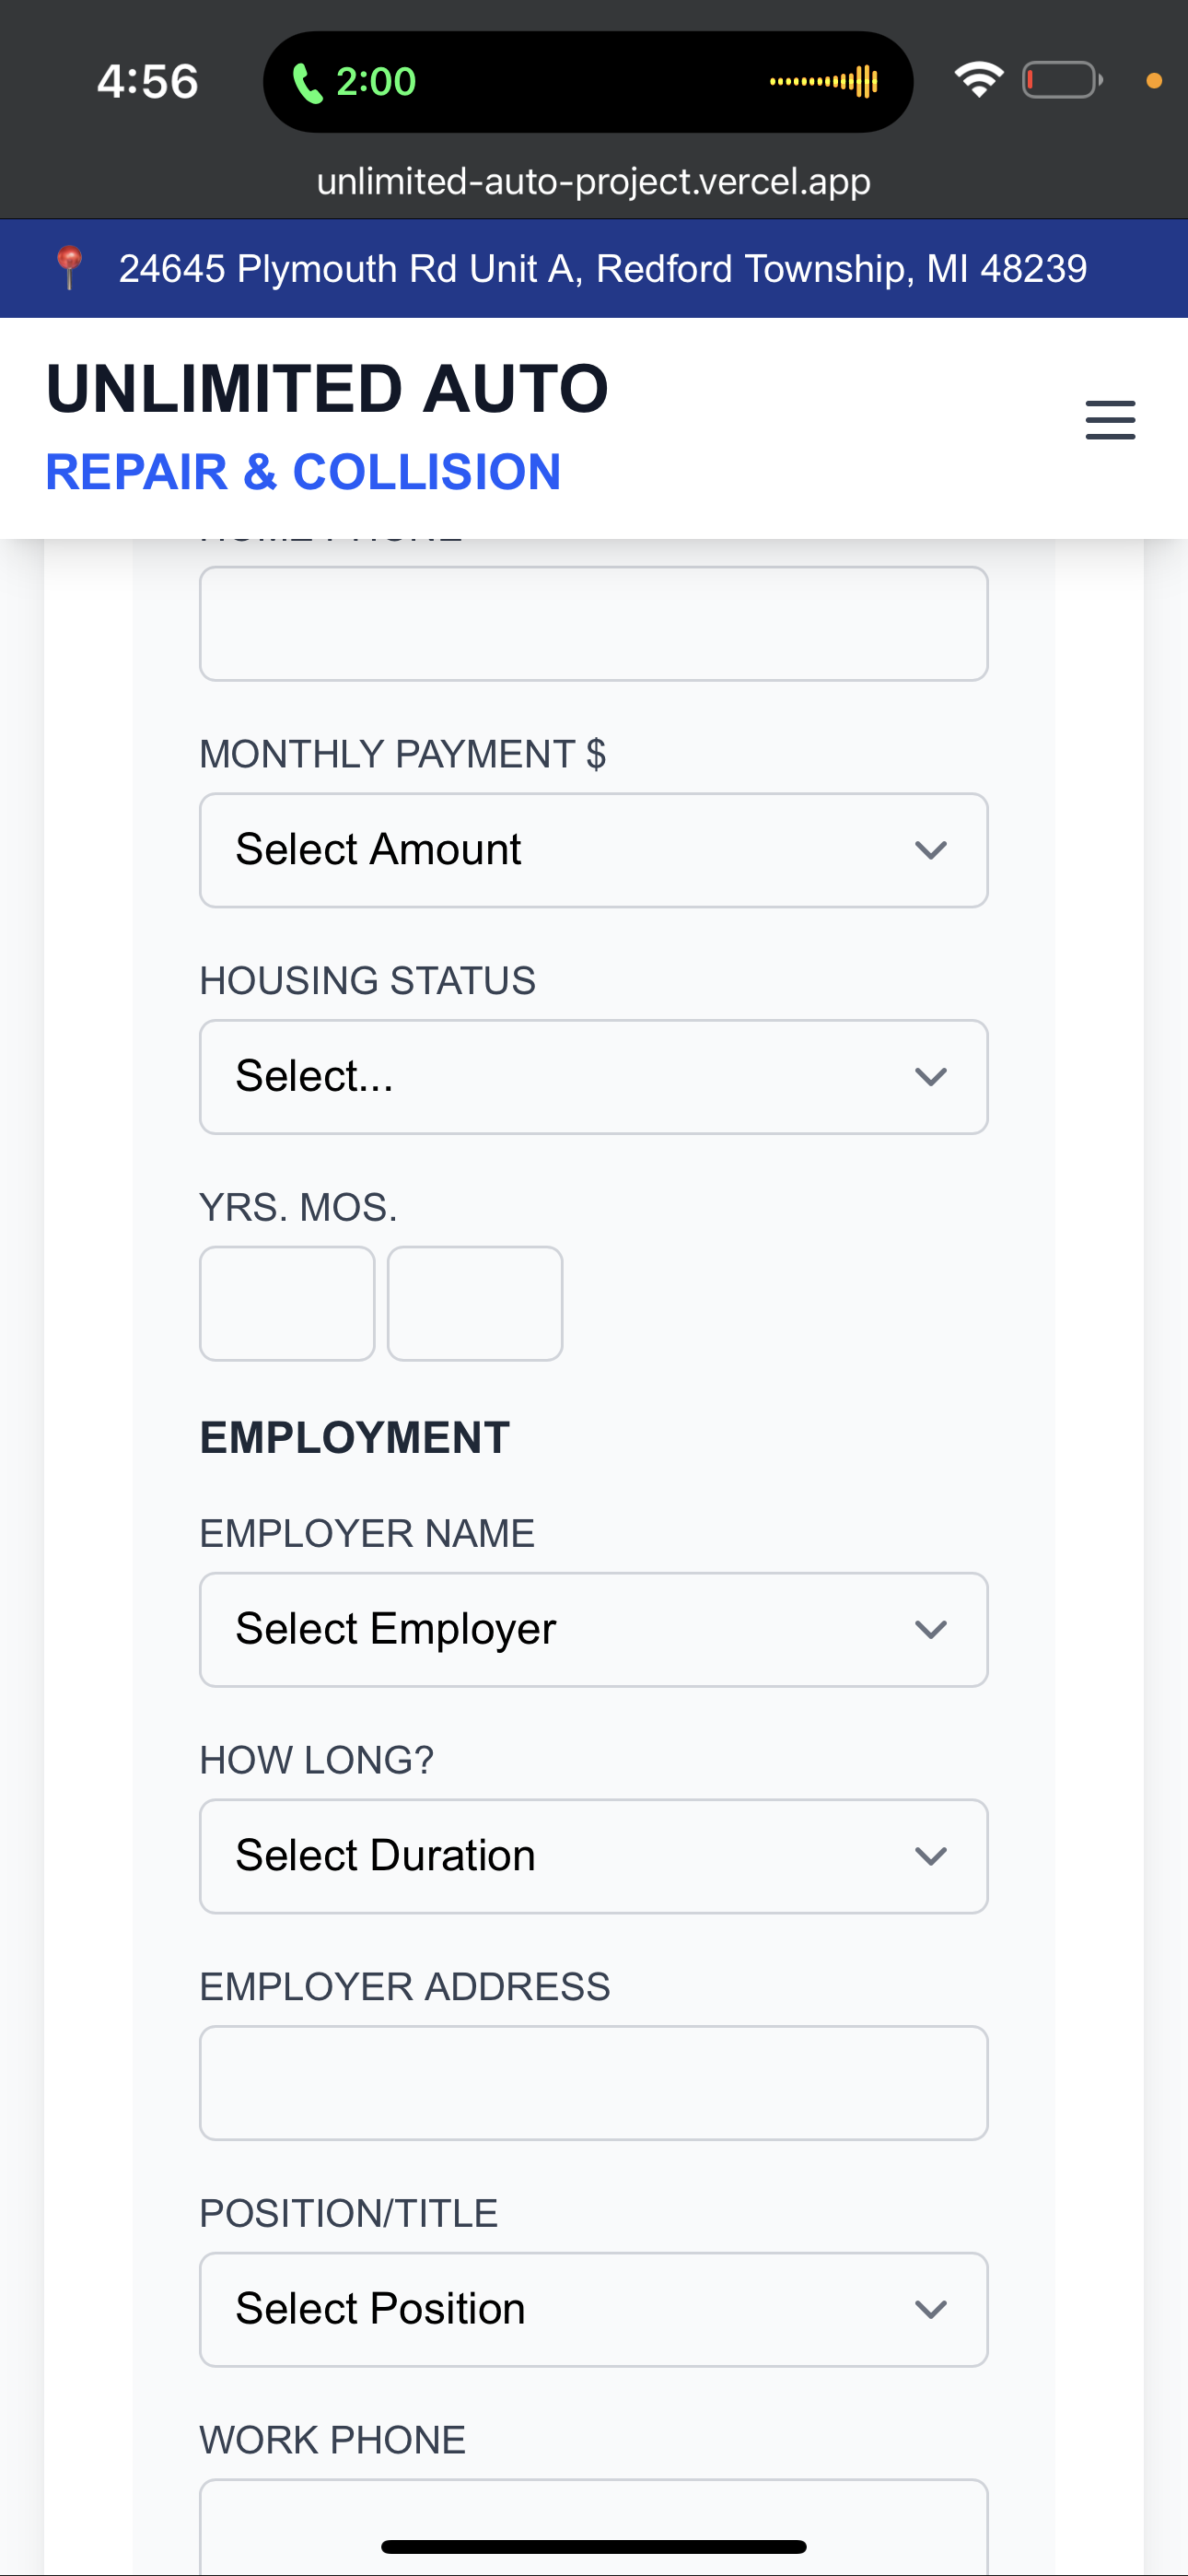 4:56
2:00
unlimited-auto-project.vercel.app
24645 Plymouth Rd Unit A, Redford Township, MI 48239
UNLIMITED AUTO
REPAIR & COLLISION
MONTHLY PAYMENT $
Select Amount
HOUSING STATUS
Select...
YRS. MOS.
EMPLOYMENT
EMPLOYER NAME
Select Employer
HOW LONG?
Select Duration
EMPLOYER ADDRESS
POSITION/TITLE
Select Position
WORK PHONE